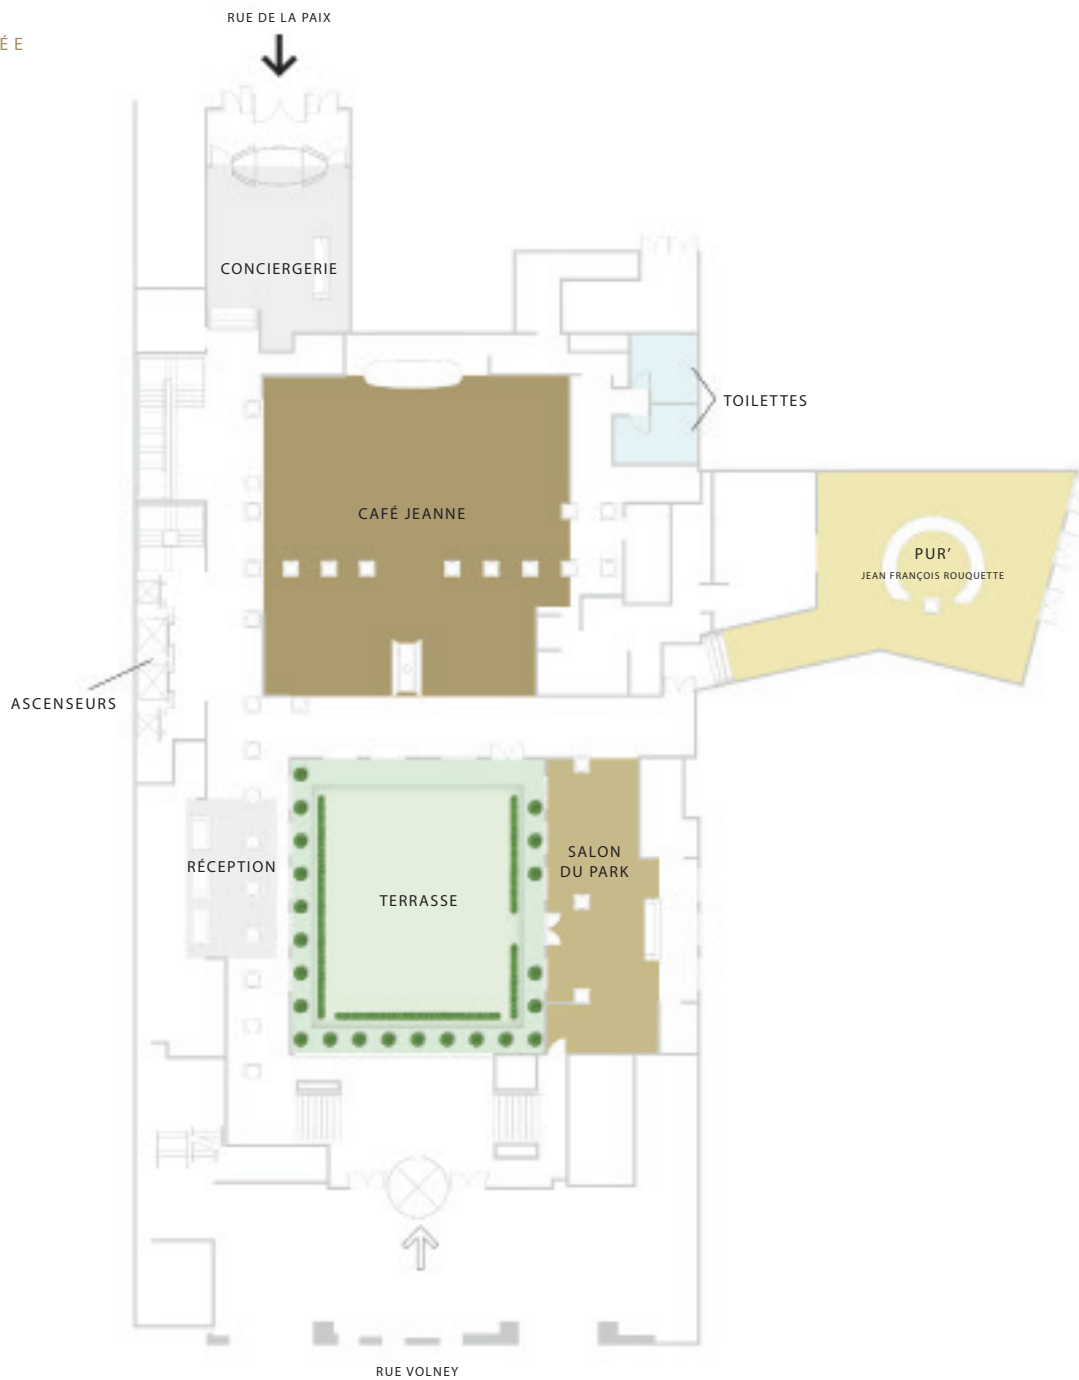 RUE DE LA PAIX
ÉE
CONCIERGERIE
TOILETTES
CAFÉ JEANNE
PUR'
JEAN FRANÇOIS ROUQUETTE
ASCENSEURS
RÉCEPTION
TERRASSE
SALON
DU PARK
RUE VOLNEY